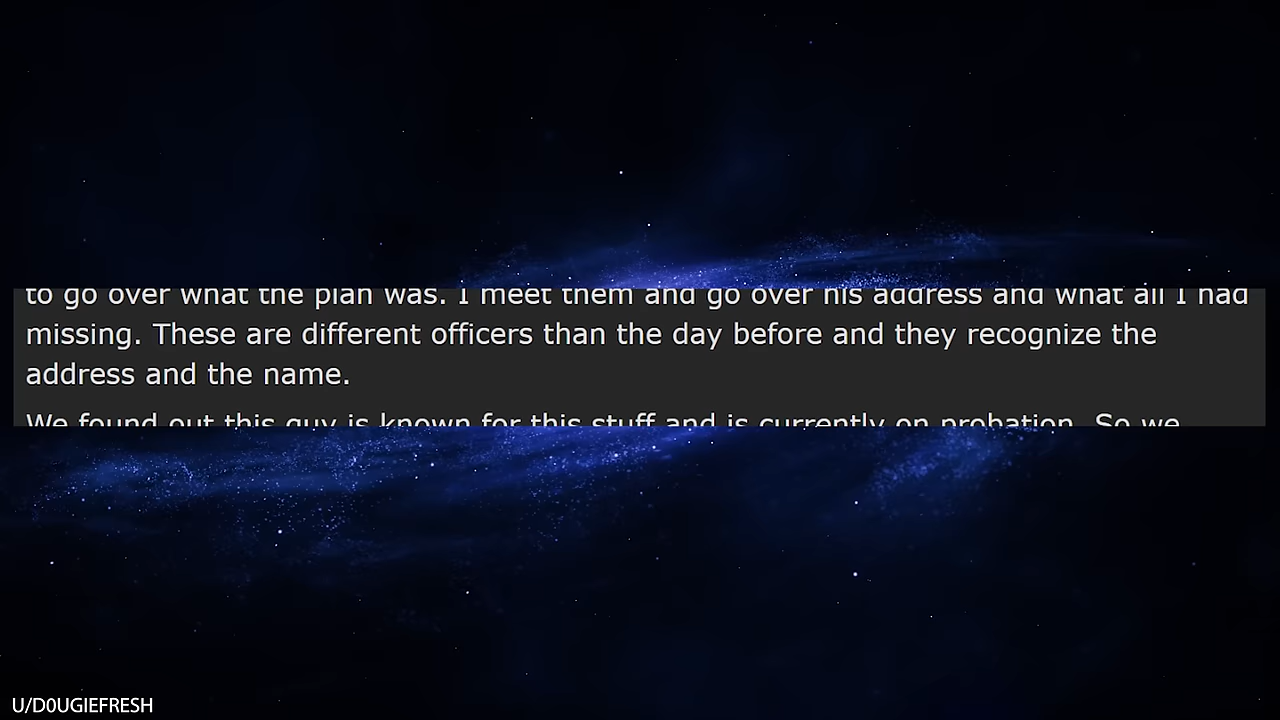 to go over what the plan was. I meet them and go over his address and what all I had
missing. These are different officers than the day before and they recognize the
address and the name.
We found out this guy is known for this stuff and is currently on probation. So we
U/D0UGIEFRESH